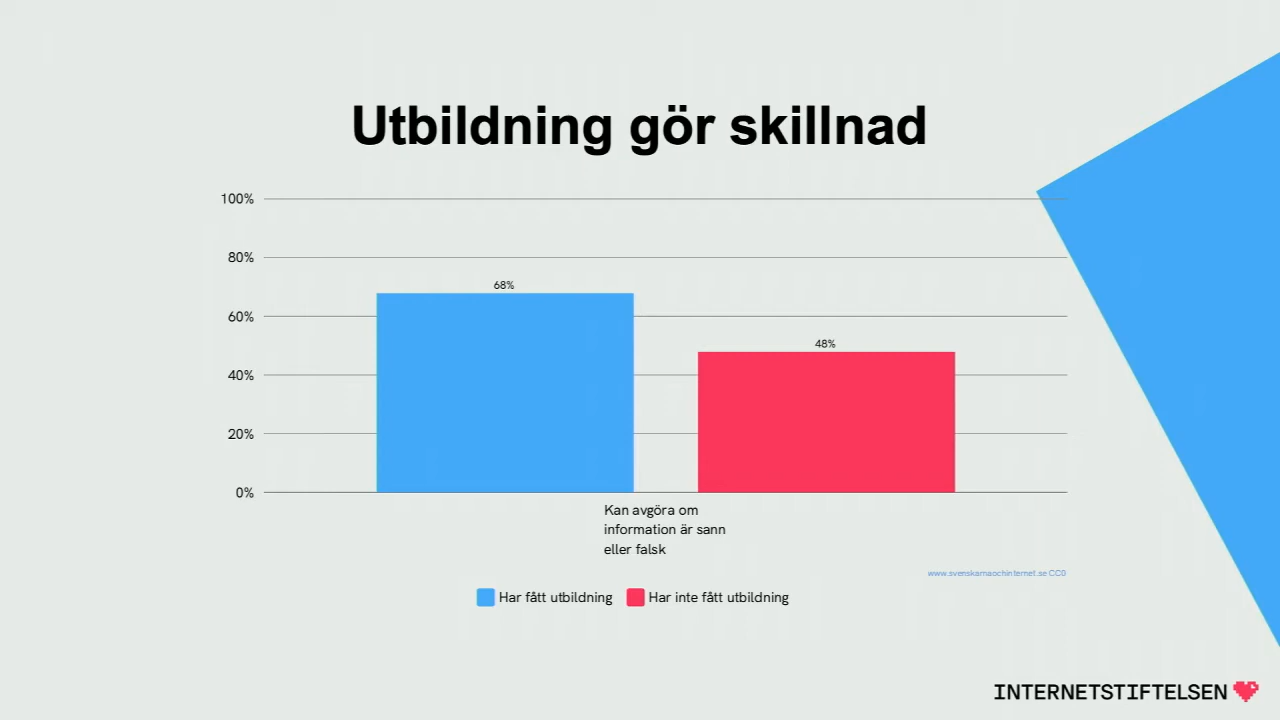 Utbildning gör skillnad
100%
80%
68%
60%
48%
40%
20%
0%
Kan avgöra om
information är sann
eller falsk
www.svenskarnaochinternet.se CC0
Har fått utbildning Har inte fått utbildning
INTERNETSTIFTELSEN